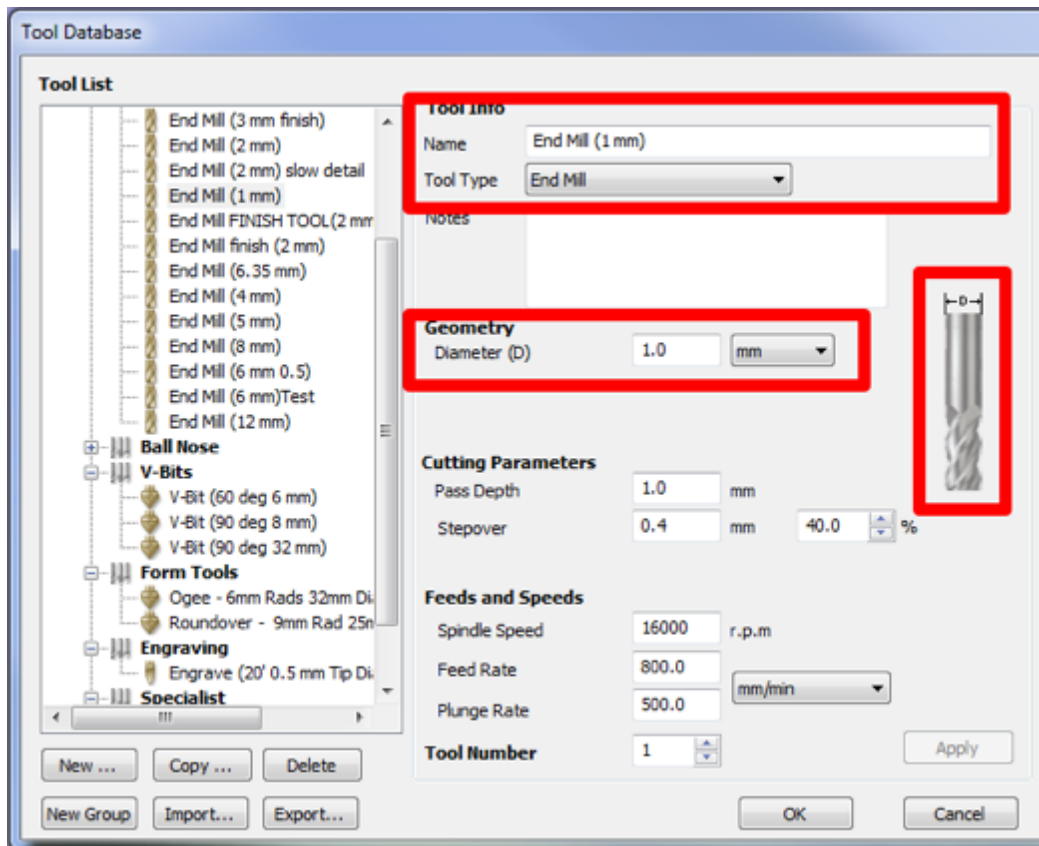 Tool Database
Tool List
End Mill (3 mm finish)
End Mill (2 mm)
End Mill (2 mm) slow detail
End Mill (1 mm)
End Mill FINISH TOOL(2 mm
End Mill finish (2 mm)
End Mill (6.35 mm)
End Mill (4 mm)
End Mill (5 mm)
End Mill (8 mm)
End Mill (6 mm 0.5)
End Mill (6 mm)Test
End Mill (12 mm)
Ball Nose
V-Bits
V-Bit (60 deg 6 mm)
V-Bit (90 deg 8 mm)
V-Bit (90 deg 32 mm)
Form Tools
Ogee - 6mm Rads 32mm Di
Roundover - 9mm Rad 25m
Engraving
Engrave (20' 0.5 mm Tip Di
Specialist
New ... Copy ... Delete
New Group Import... Export...
Tool Info
Name End Mill (1 mm)
Tool Type End Mill
Notes
Geometry
Diameter (D) 1.0 mm
D
Cutting Parameters
Pass Depth 1.0 mm
Stepover 0.4 mm 40.0 %
Feeds and Speeds
Spindle Speed 16000 r.p.m
Feed Rate 800.0
mm/min
Plunge Rate 500.0
Tool Number 1
Apply
OK Cancel